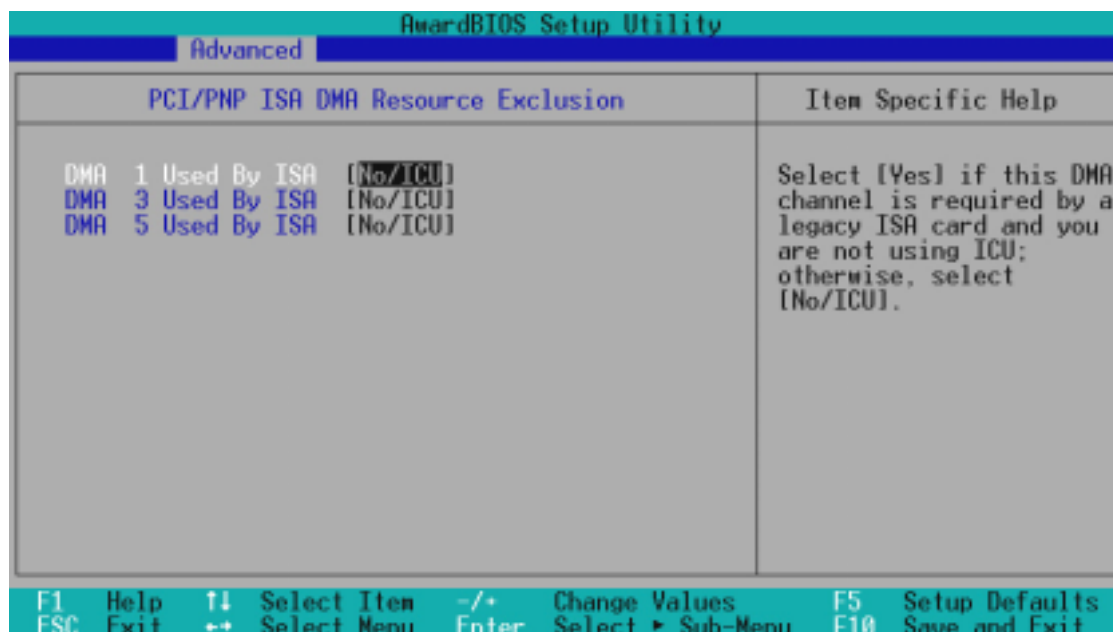 AwardBIOS Setup Utility
Advanced
PCI/PNP ISA DMA Resource Exclusion
DMA 1 Used By ISA [No/ICU]
DMA 3 Used By ISA [No/ICU]
DMA 5 Used By ISA [No/ICU]
Item Specific Help
Select [Yes] if this DMA
channel is required by a
legacy ISA card and you
are not using ICU;
otherwise, select
[No/ICU].
F1 Help ↑↓ Select Item -/+ Change Values F5 Setup Defaults
ESC Exit ←→ Select Menu Enter Select ► Sub-Menu F10 Save and Exit